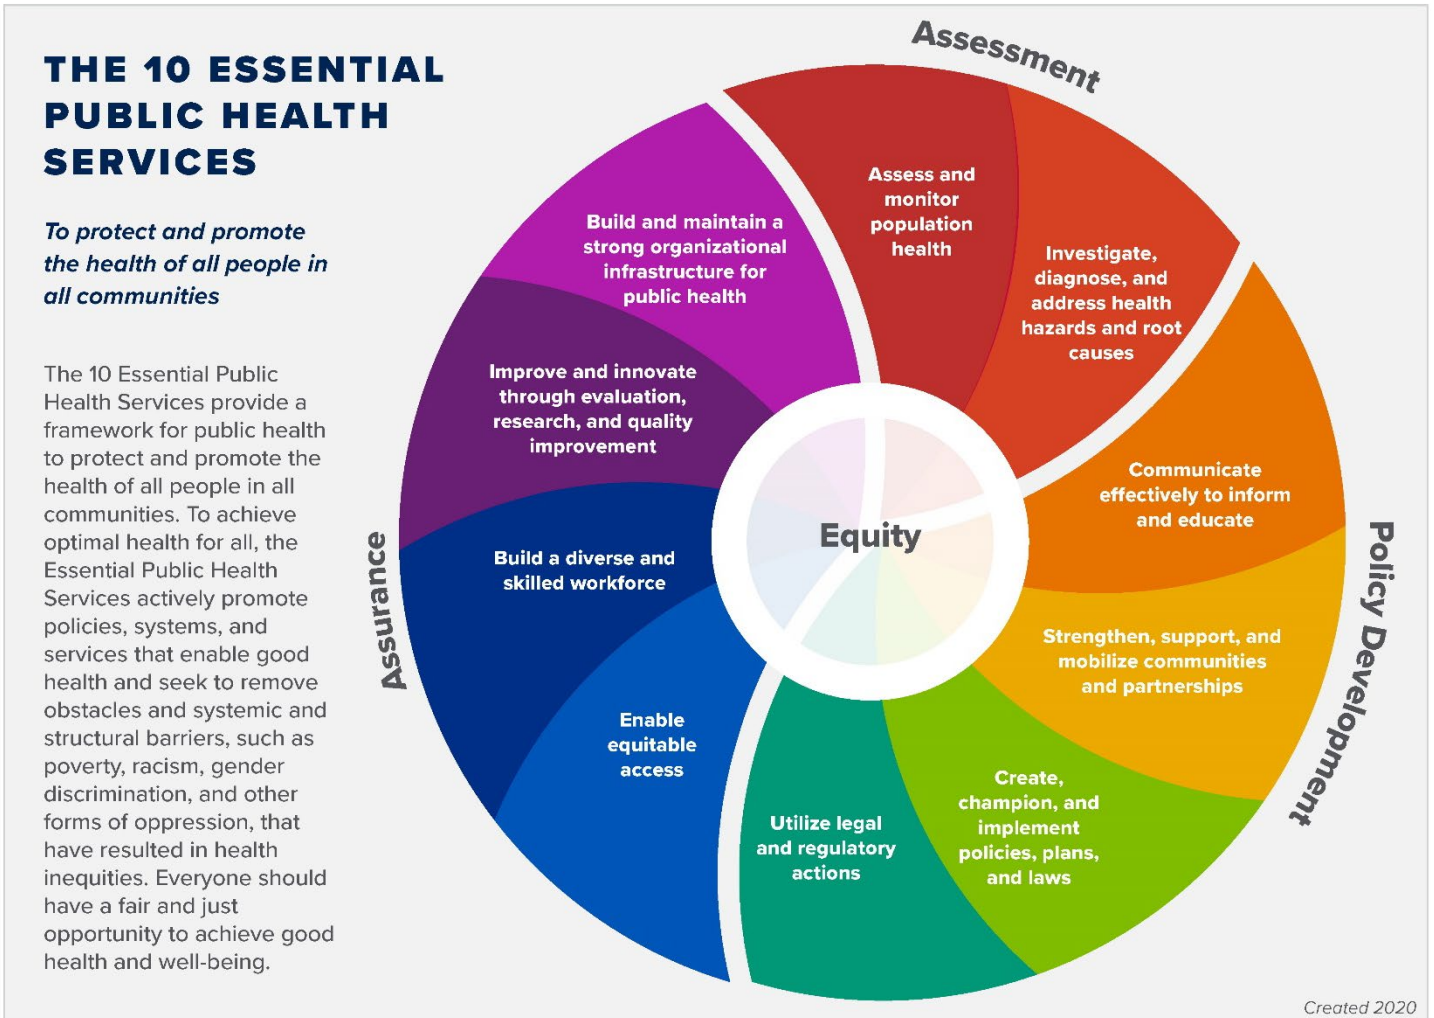 THE 10 ESSENTIAL
PUBLIC HEALTH
SERVICES
To protect and promote
the health of all people in
all communities
The 10 Essential Public
Health Services provide a
framework for public health
to protect and promote the
health of all people in all
communities. To achieve
optimal health for all, the
Essential Public Health
Services actively promote
policies, systems, and
services that enable good
health and seek to remove
obstacles and systemic and
structural barriers, such as
poverty, racism, gender
discrimination, and other
forms of oppression, that
have resulted in health
inequities. Everyone should
have a fair and just
opportunity to achieve good
health and well-being.
Assessment
Assess and
monitor
population
health
Investigate,
diagnose, and
address health
hazards and root
causes
Policy Development
Communicate
effectively to inform
and educate
Strengthen, support, and
mobilize communities
and partnerships
Create,
champion, and
implement
policies, plans,
and laws
Utilize legal
and regulatory
actions
Assurance
Enable
equitable
access
Build a diverse and
skilled workforce
Improve and innovate
through evaluation,
research, and quality
improvement
Build and maintain a
strong organizational
infrastructure for
public health
Equity
Created 2020